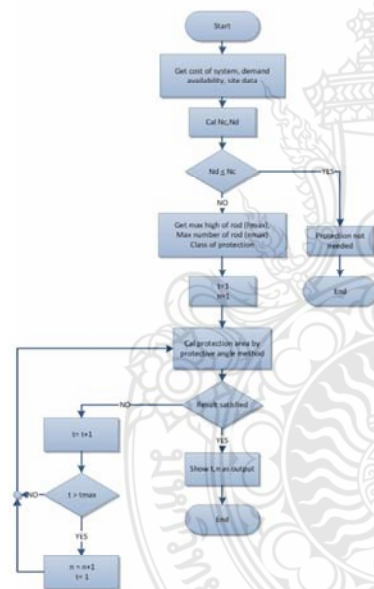 Start
Get cost of system, demand
availability, site data
Cal Nc,Nd
Nd ≤ Nc
YES
NO
Get max high of rod (tmax),
Max number of rod (nmax)
Class of protection
Protection not
needed
End
t=1
n=1
Cal protection area by
protective angle method
Result satisfied
NO
YES
t= t+1
Show t,n as output
t > tmax
NO
End
YES
n = n+1
t= 1